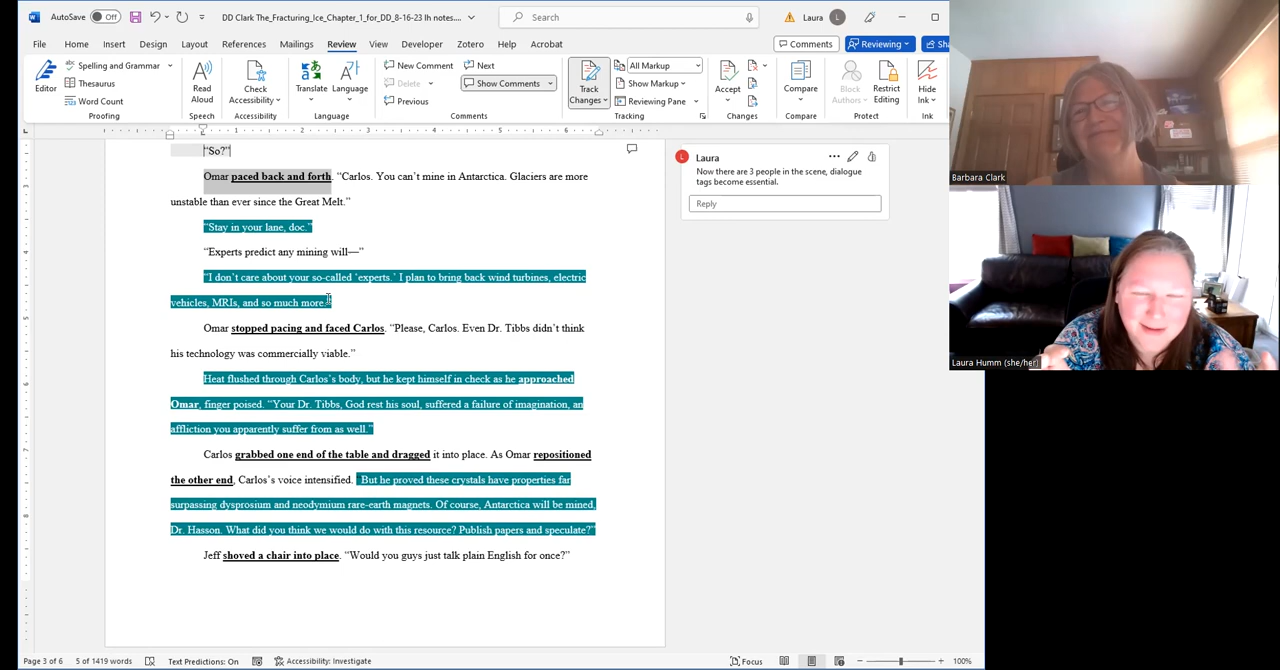 AutoSave Off DD Clark The_Fracturing_Ice_Chapter_1_for_DD_8-16-23 lh notes.... Search Laura L
File Home Insert Design Layout References Mailings Review View Developer Zotero Help Acrobat Comments Reviewing Sha
Editor
Spelling and Grammar
Thesaurus
Word Count
Proofing
Read Aloud
Speech
Check Accessibility
Accessibility
Translate Language
Language
New Comment Next
Delete Show Comments
Previous
Comments
Track Changes
All Markup
Show Markup
Reviewing Pane
Tracking
Accept
Changes
Compare
Compare
Block Authors Restrict Editing
Protect
Hide Ink
Ink
1 2 3 4 5 6
“So?”
Omar paced back and forth. “Carlos. You can’t mine in Antarctica. Glaciers are more
unstable than ever since the Great Melt.”
“Stay in your lane, doc.”
“Experts predict any mining will—”
“I don’t care about your so-called ‘experts.’ I plan to bring back wind turbines, electric
vehicles, MRIs, and so much more.
Omar stopped pacing and faced Carlos. “Please, Carlos. Even Dr. Tibbs didn’t think
his technology was commercially viable.”
Heat flushed through Carlos’s body, but he kept himself in check as he approached
Omar, finger poised. “Your Dr. Tibbs, God rest his soul, suffered a failure of imagination, an
affliction you apparently suffer from as well.”
Carlos grabbed one end of the table and dragged it into place. As Omar repositioned
the other end, Carlos’s voice intensified. But he proved these crystals have properties far
surpassing dysprosium and neodymium rare-earth magnets. Of course, Antarctica will be mined,
Dr. Hasson. What did you think we would do with this resource? Publish papers and speculate?”
Jeff shoved a chair into place. “Would you guys just talk plain English for once?”
L Laura
Now there are 3 people in the scene, dialogue
tags become essential.
Reply
Barbara Clark
Laura Humm (she/her)
Page 3 of 6 5 of 1419 words Text Predictions: On Accessibility: Investigate Focus 100%